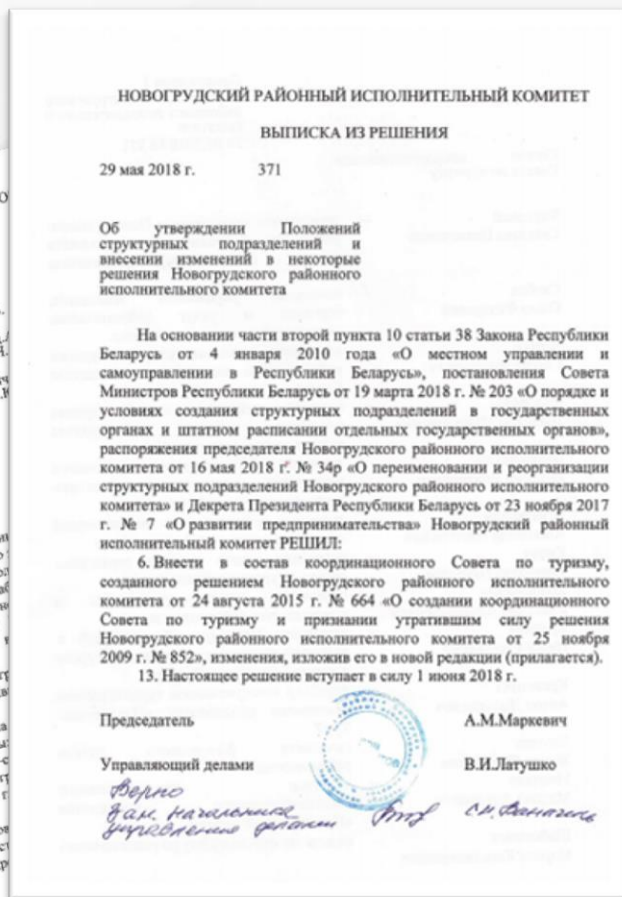 НОВОГРУДСКИЙ РАЙОННЫЙ ИСПОЛНИТЕЛЬНЫЙ КОМИТЕТ
ВЫПИСКА ИЗ РЕШЕНИЯ
29 мая 2018 г. 371
Об утверждении Положений
структурных подразделений и
внесении изменений в некоторые
решения Новогрудского районного
исполнительного комитета
На основании части второй пункта 10 статьи 38 Закона Республики
Беларусь от 4 января 2010 года «О местном управлении и
самоуправлении в Республики Беларусь», постановления Совета
Министров Республики Беларусь от 19 марта 2018 г. № 203 «О порядке и
условиях создания структурных подразделений в государственных
органах и штатном расписании отдельных государственных органов»,
распоряжения председателя Новогрудского районного исполнительного
комитета от 16 мая 2018 г. № 34р «О переименовании и реорганизации
структурных подразделений Новогрудского районного исполнительного
комитета» и Декрета Президента Республики Беларусь от 23 ноября 2017
г. № 7 «О развитии предпринимательства» Новогрудский районный
исполнительный комитет РЕШИЛ:
6. Внести в состав координационного Совета по туризму,
созданного решением Новогрудского районного исполнительного
комитета от 24 августа 2015 г. № 664 «О создании координационного
Совета по туризму и признании утратившим силу решения
Новогрудского районного исполнительного комитета от 25 ноября
2009 г. № 852», изменения, изложив его в новой редакции (прилагается).
13. Настоящее решение вступает в силу 1 июня 2018 г.
Председатель А.М.Маркевич
Управляющий делами В.И.Латушко
Верно
Зам. начальника
управления делами